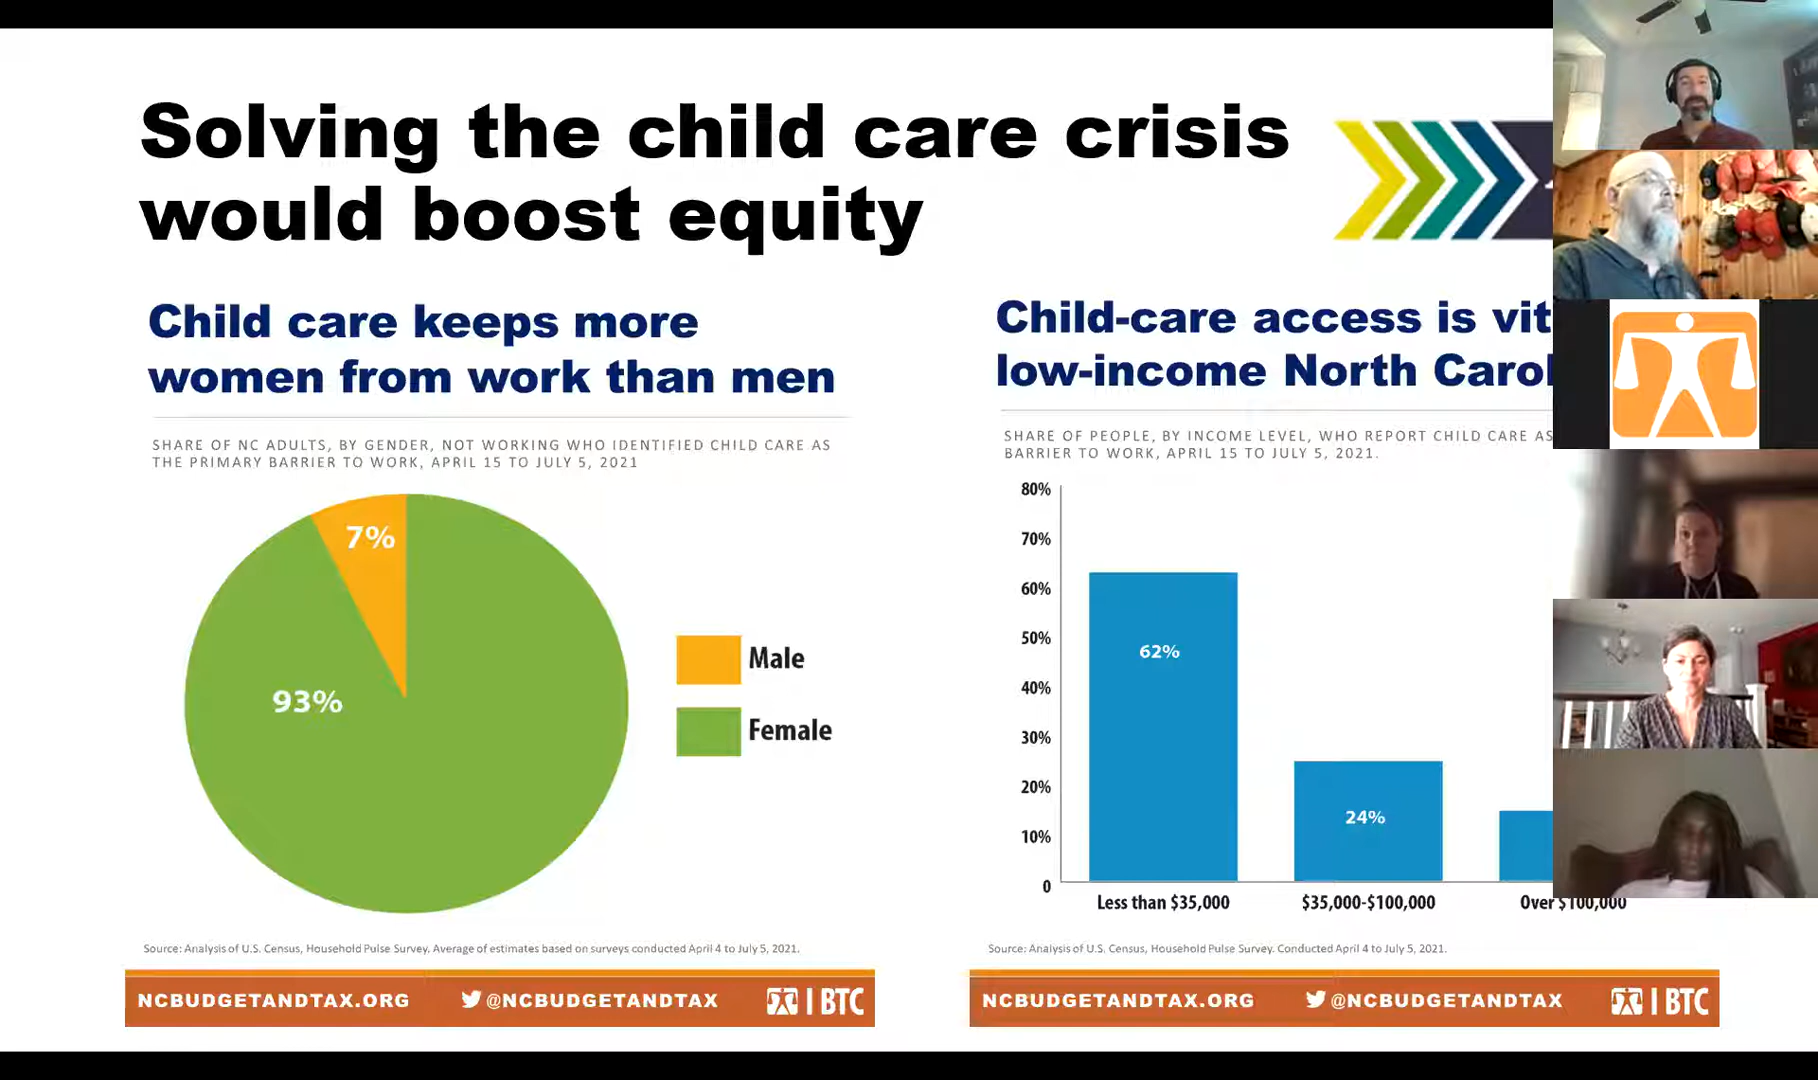 Solving the child care crisis
would boost equity
Child care keeps more
women from work than men
SHARE OF NC ADULTS, BY GENDER, NOT WORKING WHO IDENTIFIED CHILD CARE AS
THE PRIMARY BARRIER TO WORK, APRIL 15 TO JULY 5, 2021
7%
93%
Male
Female
Source: Analysis of U.S. Census, Household Pulse Survey. Average of estimates based on surveys conducted April 4 to July 5, 2021.
NCBUDGETANDTAX.ORG @NCBUDGETANDTAX BTC
Child-care access is
low-income North
SHARE OF PEOPLE, BY INCOME LEVEL, WHO REPORT CHILD CARE AS
BARRIER TO WORK, APRIL 15 TO JULY 5, 2021.
80%
70%
60%
50%
40%
30%
20%
10%
0
62%
24%
Less than $35,000 $35,000-$100,000 Over $100,000
Source: Analysis of U.S. Census, Household Pulse Survey. Conducted April 4 to July 5, 2021.
NCBUDGETANDTAX.ORG @NCBUDGETANDTAX BTC